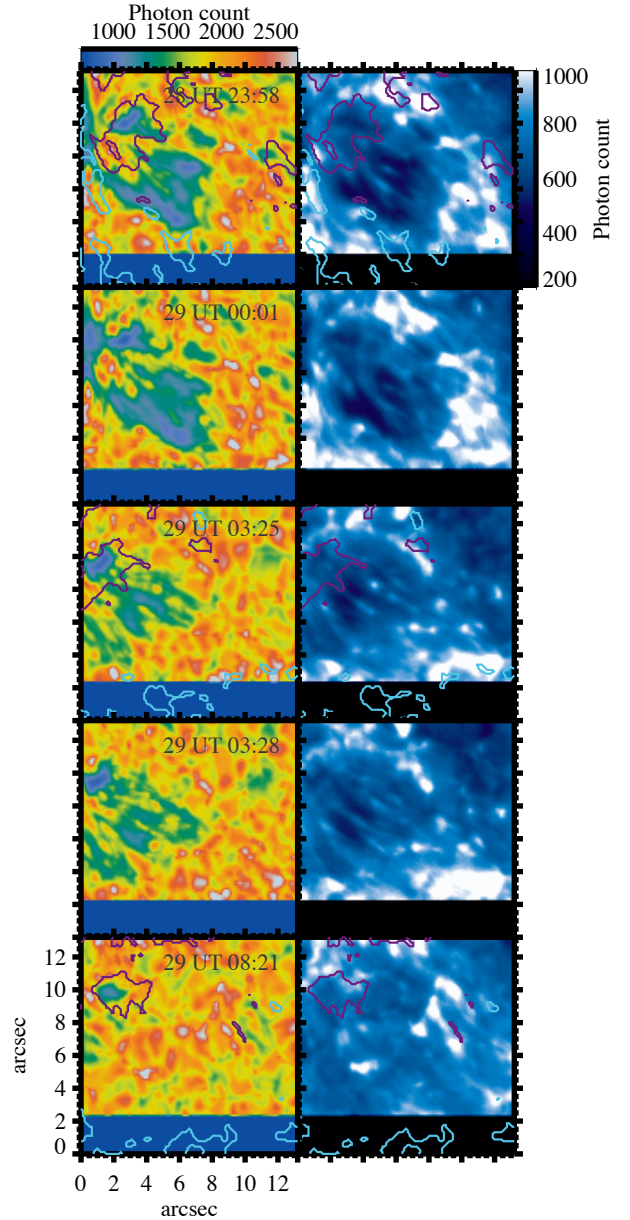 Photon count
1000 1500 2000 2500
28 UT 23:58
1000
800
600
400
200
Photon count
29 UT 00:01
29 UT 03:25
29 UT 03:28
29 UT 08:21
12
10
8
6
4
2
0
arcsec
0 2 4 6 8 10 12
arcsec